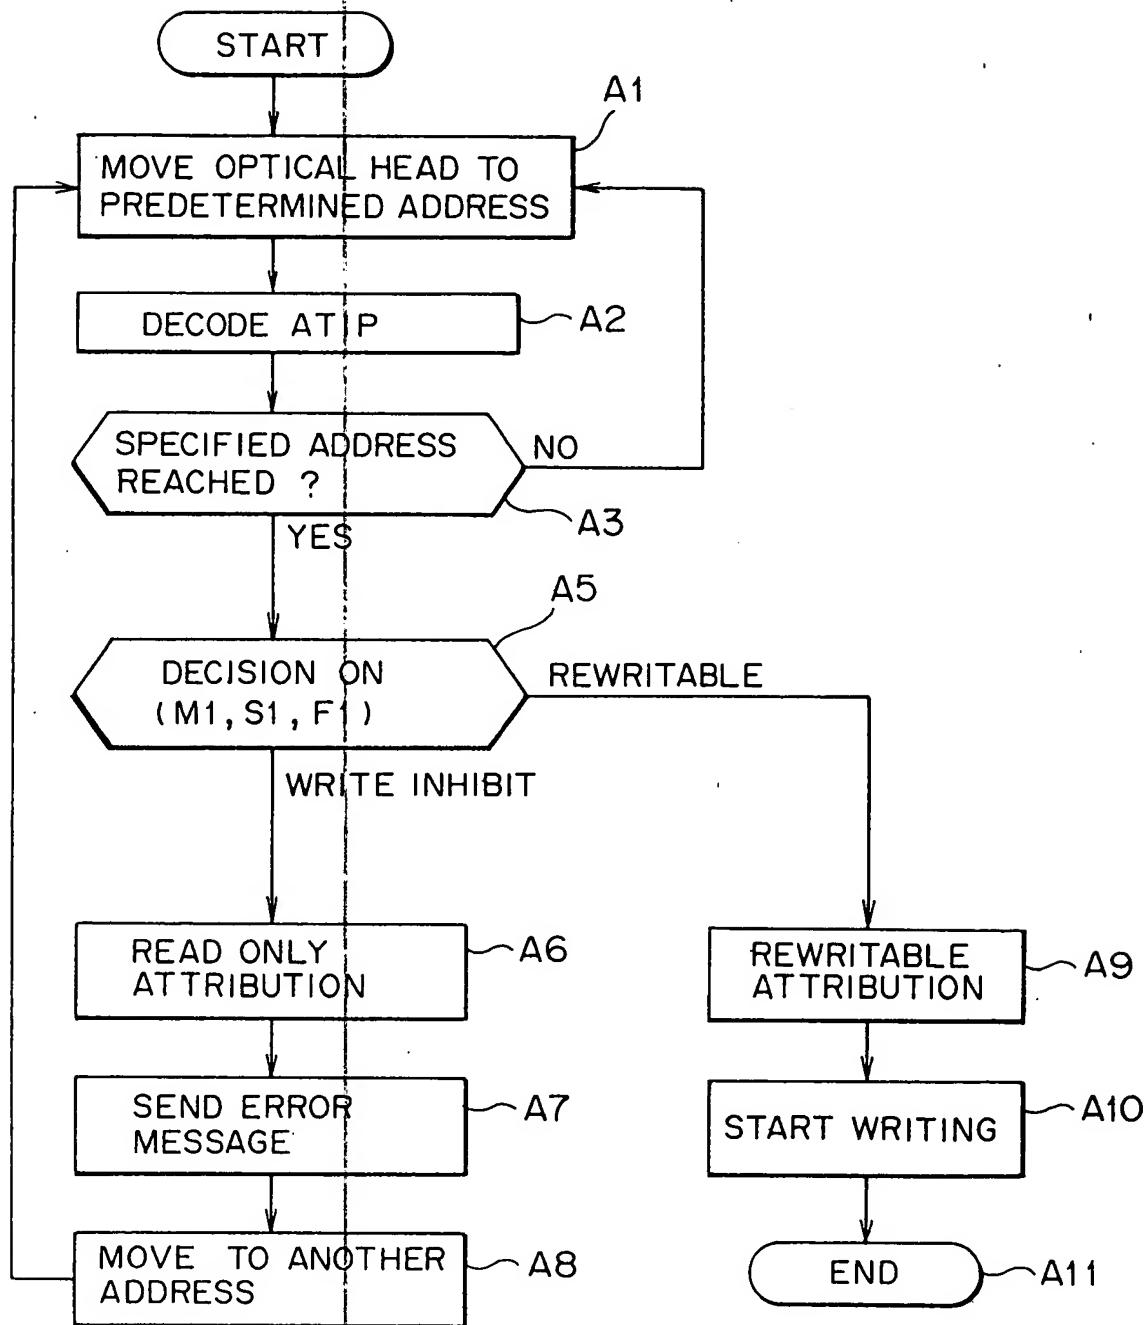 START
A1
MOVE OPTICAL HEAD TO
PREDETERMINED ADDRESS
DECODE ATIP
A2
SPECIFIED ADDRESS
REACHED ?
NO
A3
YES
A5
DECISION ON
(M1, S1, F1)
REWRITABLE
WRITE INHIBIT
READ ONLY
ATTRIBUTION
A6
REWRITABLE
ATTRIBUTION
A9
SEND ERROR
MESSAGE
A7
START WRITING
A10
MOVE TO ANOTHER
ADDRESS
A8
END
A11